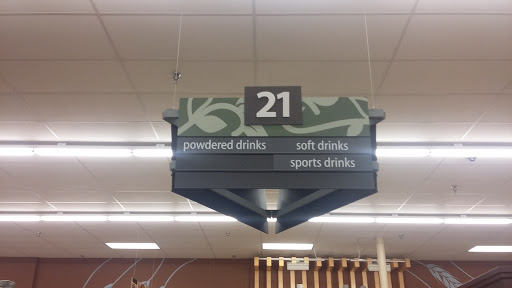 21
powdered drinks soft drinks
sports drinks